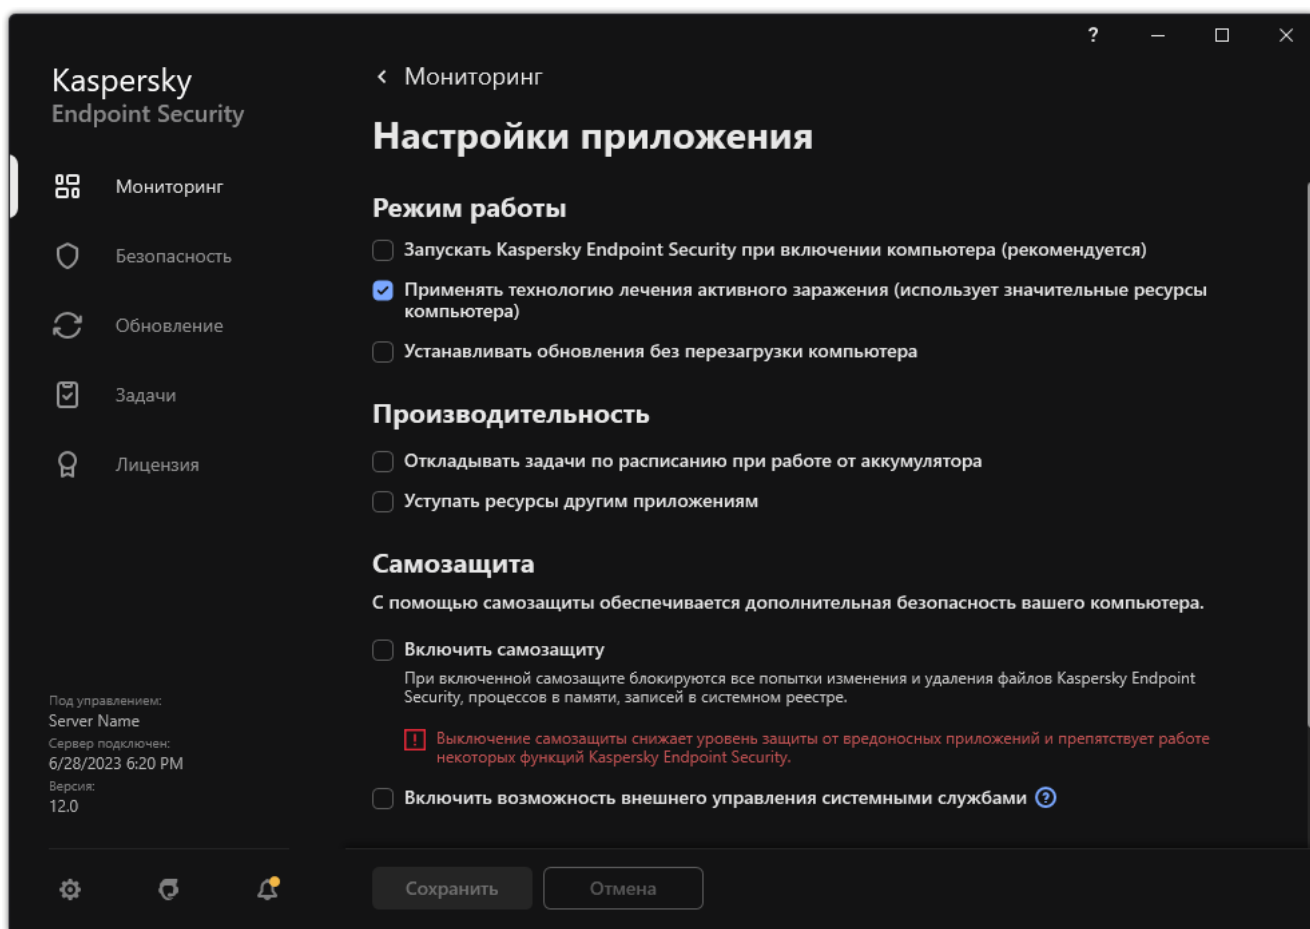 ?
Kaspersky
Endpoint Security
Мониторинг
Безопасность
Обновление
Задачи
Лицензия
Под управлением:
Server Name
Сервер подключен:
6/28/2023 6:20 PM
Версия:
12.0
Мониторинг
Настройки приложения
Режим работы
Запускать Kaspersky Endpoint Security при включении компьютера (рекомендуется)
Применять технологию лечения активного заражения (использует значительные ресурсы
компьютера)
Устанавливать обновления без перезагрузки компьютера
Производительность
Откладывать задачи по расписанию при работе от аккумулятора
Уступать ресурсы другим приложениям
Самозащита
С помощью самозащиты обеспечивается дополнительная безопасность вашего компьютера.
Включить самозащиту
При включенной самозащите блокируются все попытки изменения и удаления файлов Kaspersky Endpoint
Security, процессов в памяти, записей в системном реестре.
! Выключение самозащиты снижает уровень защиты от вредоносных приложений и препятствует работе
некоторых функций Kaspersky Endpoint Security.
Включить возможность внешнего управления системными службами ?
Сохранить
Отмена